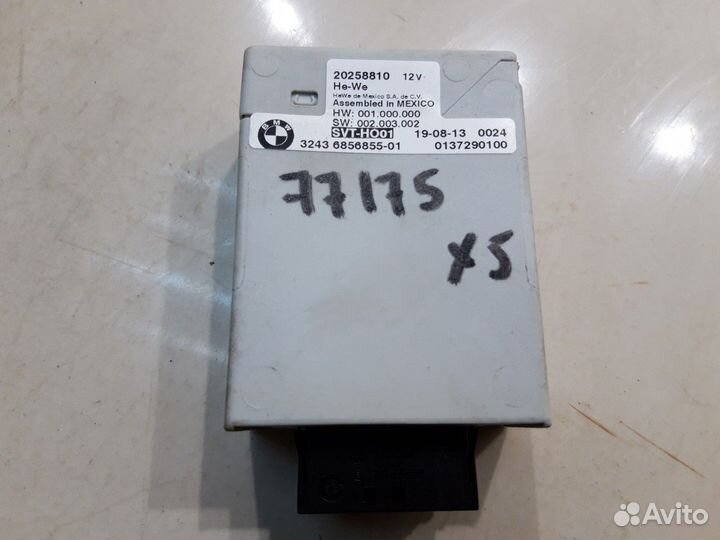 20258810 12V
He-We
HeWe de Mexico S.A. de C.V.
Assembled in MEXICO
HW: 001.000.000
SW: 002.003.002
BMW SVT-HO01 19-08-13 0024
3243 6856855-01 0137290100
77175
X5
Avito